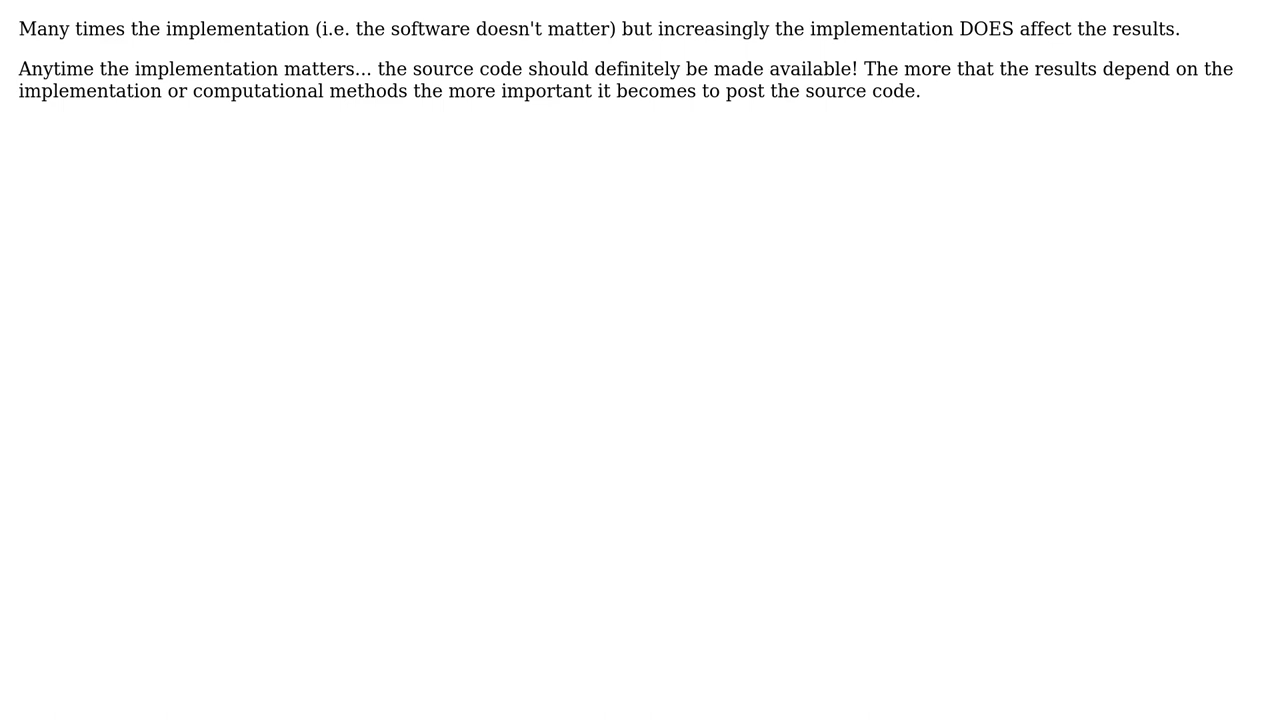 Many times the implementation (i.e. the software doesn't matter) but increasingly the implementation DOES affect the results.
Anytime the implementation matters... the source code should definitely be made available! The more that the results depend on the
implementation or computational methods the more important it becomes to post the source code.